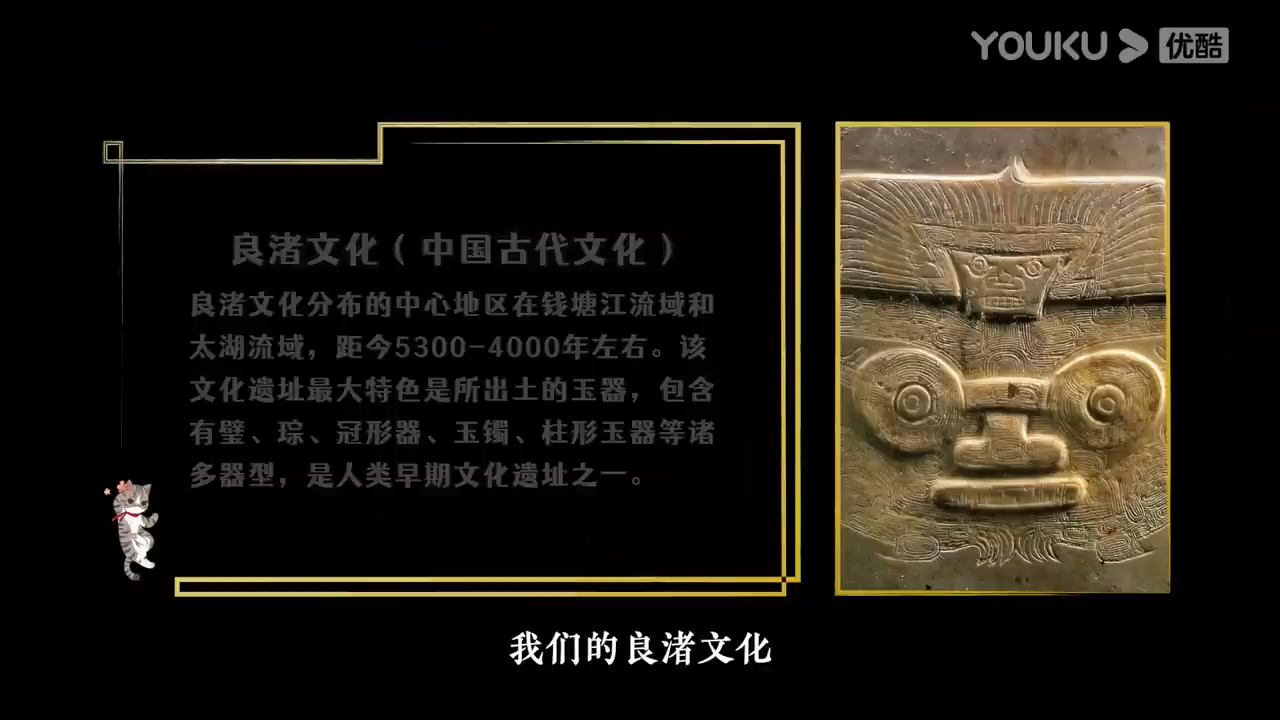 YOUKU 优酷
良渚文化（中国古代文化）
良渚文化分布的中心地区在钱塘江流域和
太湖流域，距今5300-4000年左右。该
文化遗址最大特色是所出土的玉器，包含
有璧、琮、冠形器、玉镯、柱形玉器等诸
多器型，是人类早期文化遗址之一。
我们的良渚文化